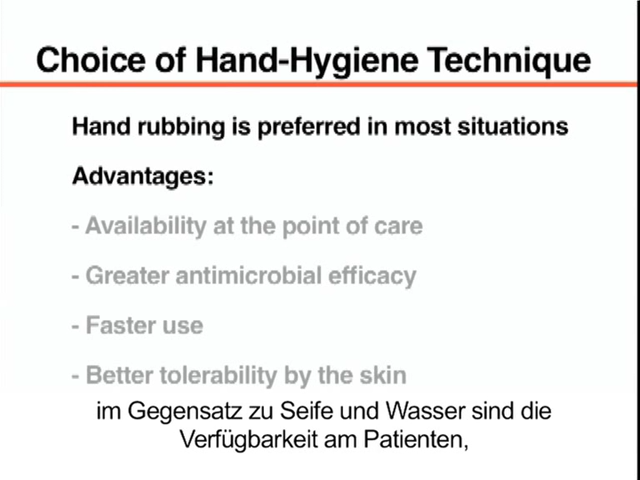 Choice of Hand-Hygiene Technique
Hand rubbing is preferred in most situations
Advantages:
- Availability at the point of care
- Greater antimicrobial efficacy
- Faster use
- Better tolerability by the skin
im Gegensatz zu Seife und Wasser sind die
Verfügbarkeit am Patienten,